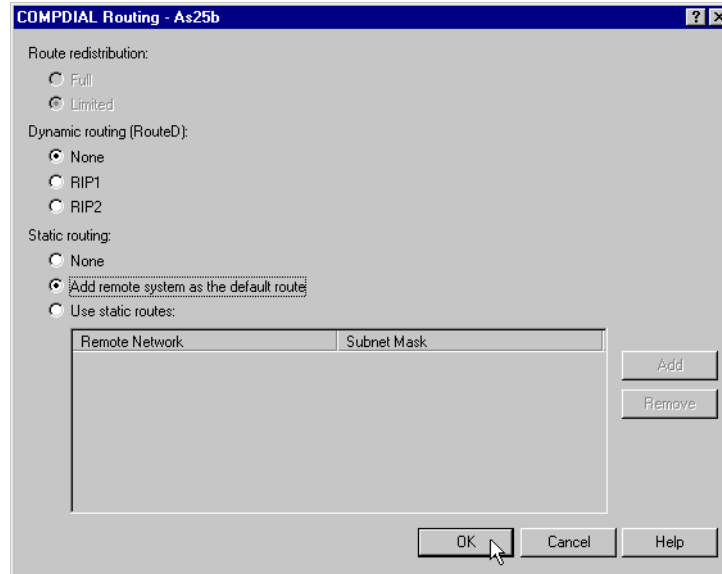 COMPDIAL Routing - As25b
Route redistribution:
Full
Limited
Dynamic routing (RouteD):
None
RIP1
RIP2
Static routing:
None
Add remote system as the default route
Use static routes:
Remote Network Subnet Mask
Add
Remove
OK Cancel Help